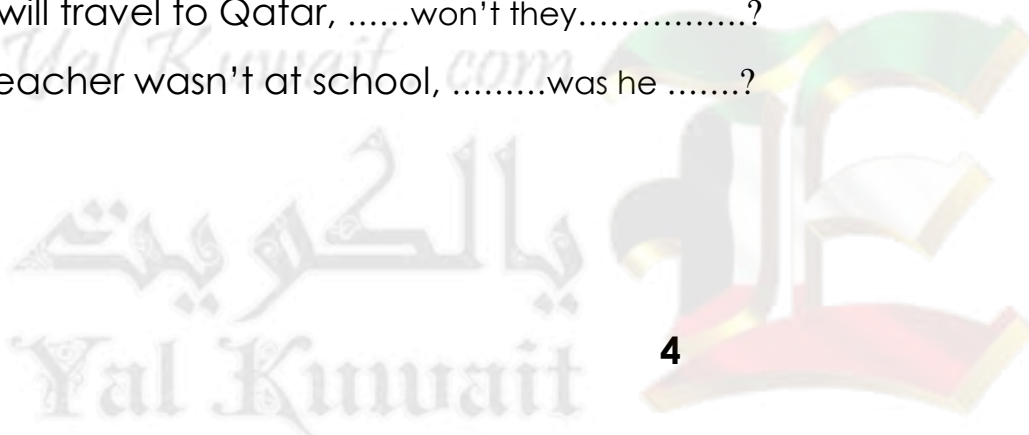 will travel to Qatar, ......won't they................?
Yal Kuwait .com
eacher wasn't at school, .........was he .......?
يالكويت
Yal Kuwait
4